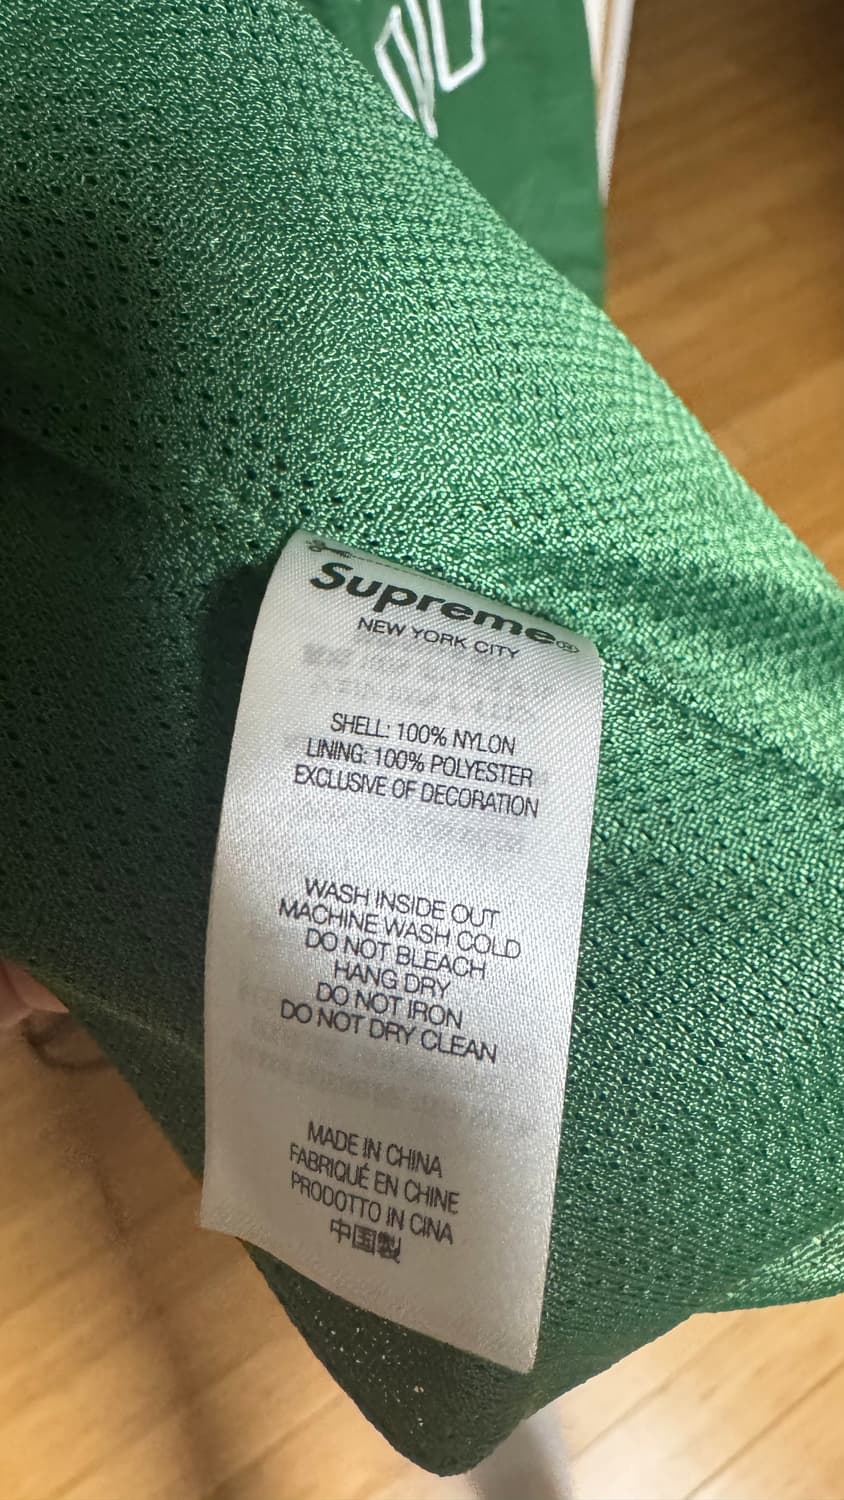 Supreme®
NEW YORK CITY
SHELL: 100% NYLON
LINING: 100% POLYESTER
EXCLUSIVE OF DECORATION
WASH INSIDE OUT
MACHINE WASH COLD
DO NOT BLEACH
HANG DRY
DO NOT IRON
DO NOT DRY CLEAN
MADE IN CHINA
FABRIQUÉ EN CHINE
PRODOTTO IN CINA
中国製